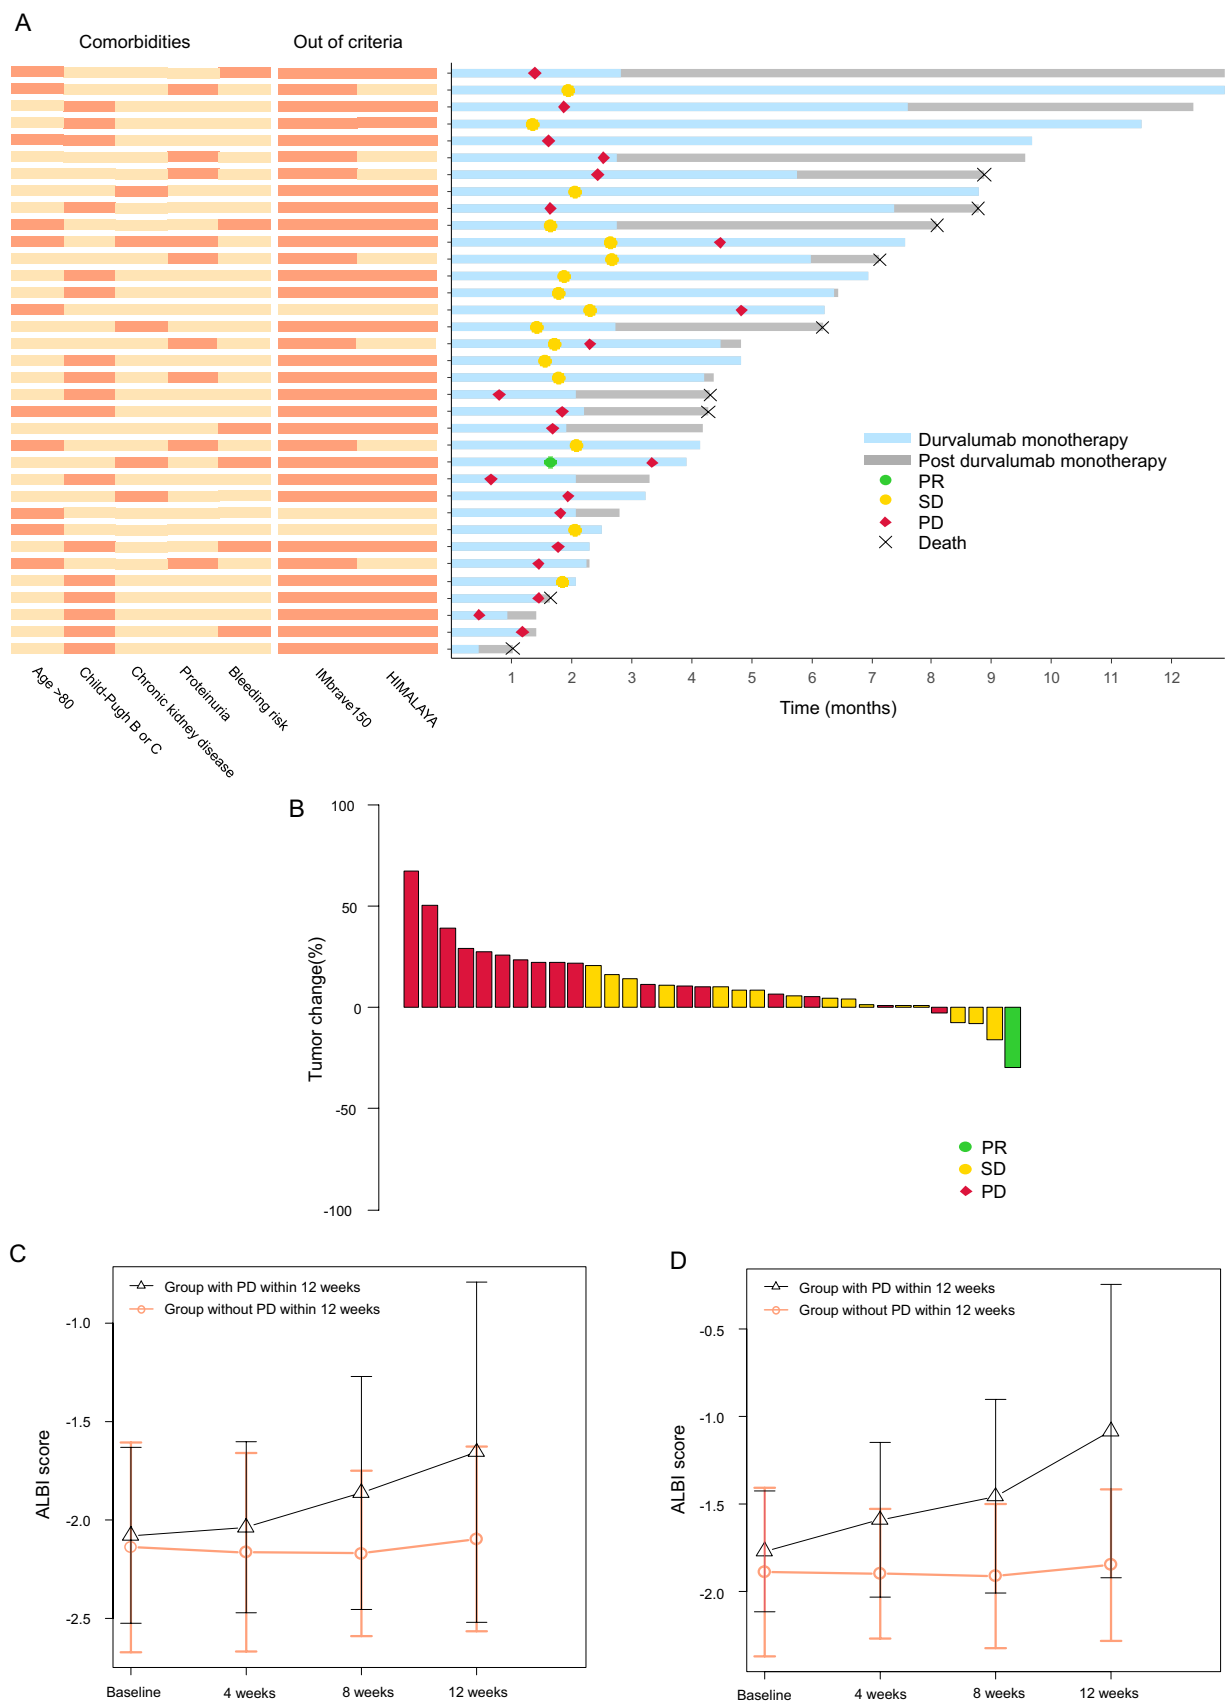 A
Comorbidities
Out of criteria
Durvalumab monotherapy
Post durvalumab monotherapy
PR
SD
PD
Death
Age >80
Child-Pugh B or C
Chronic kidney disease
Proteinuria
Bleeding risk
IMbrave150
HIMALAYA
1 2 3 4 5 6 7 8 9 10 11 12
Time (months)
B
100
50
0
-50
-100
Tumor change(%)
PR
SD
PD
C
Group with PD within 12 weeks
Group without PD within 12 weeks
-1.0
-1.5
-2.0
-2.5
ALBI score
Baseline 4 weeks 8 weeks 12 weeks
D
Group with PD within 12 weeks
Group without PD within 12 weeks
-0.5
-1.0
-1.5
-2.0
ALBI score
Baseline 4 weeks 8 weeks 12 weeks